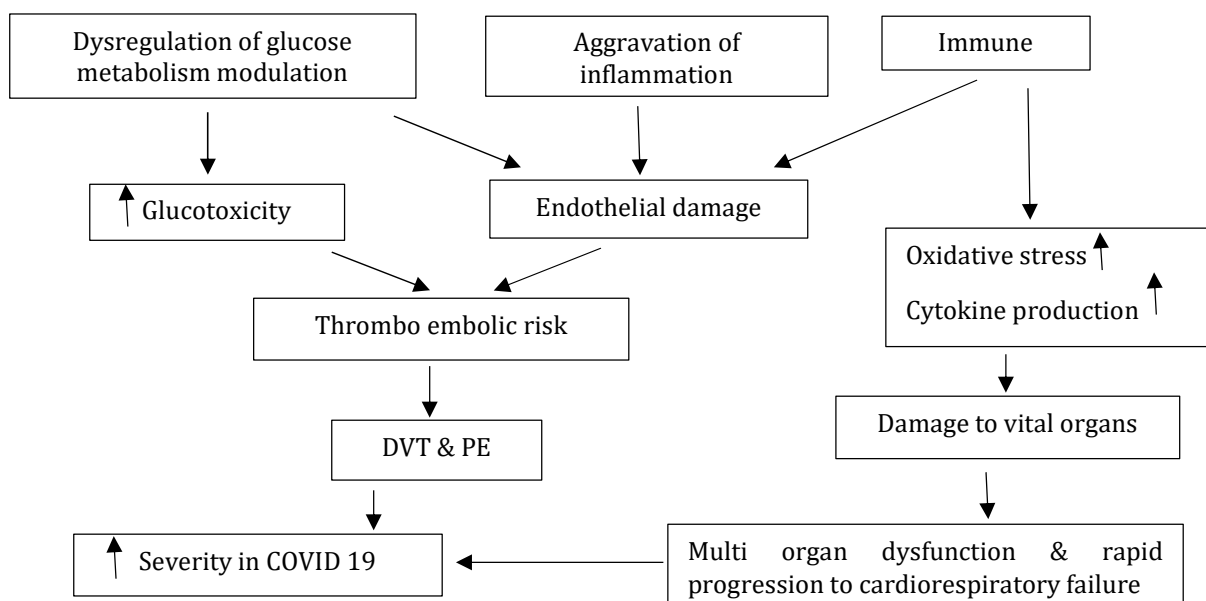 Dysregulation of glucose
metabolism modulation
Aggravation of
inflammation
Immune
Glucotoxicity
Endothelial damage
Oxidative stress
Cytokine production
Thrombo embolic risk
Damage to vital organs
DVT & PE
Severity in COVID 19
Multi organ dysfunction & rapid
progression to cardiorespiratory failure